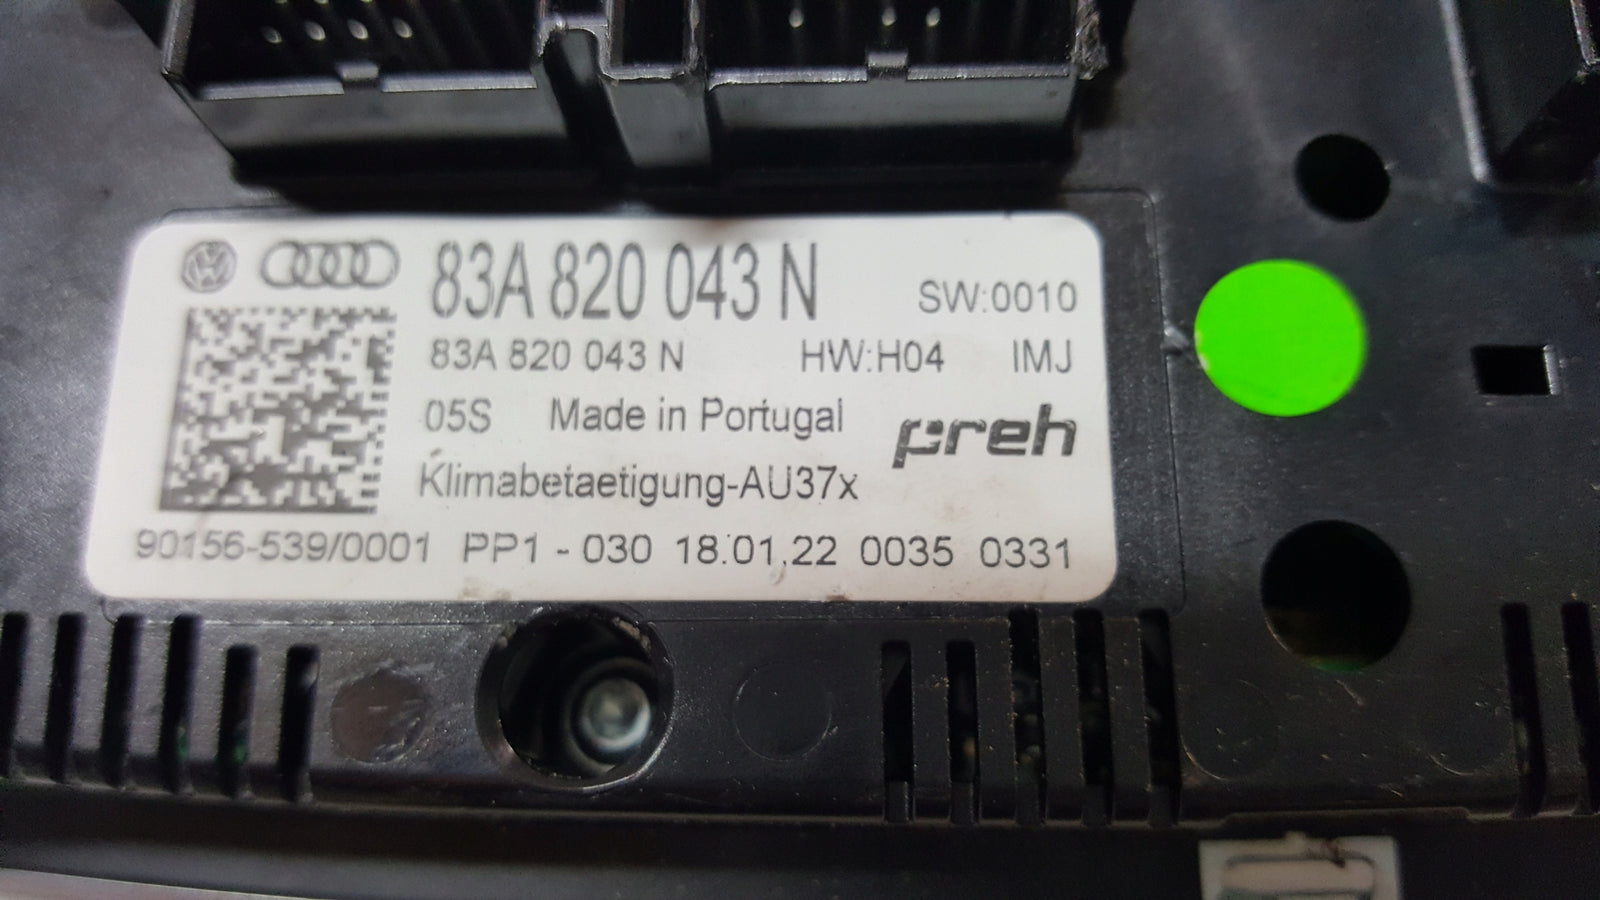 83A 820 043 N SW:0010
83A 820 043 N HW:H04 IMJ
05S Made in Portugal preh
Klimabetaetigung-AU37x
90156-539/0001 PP1 - 030 18.01.22 0035 0331